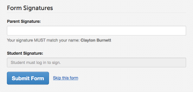 Form Signatures
Parent Signature:
Your signature MUST match your name: Clayton Burnett
Student Signature:
Student must log in to sign.
Submit Form
Skip this form